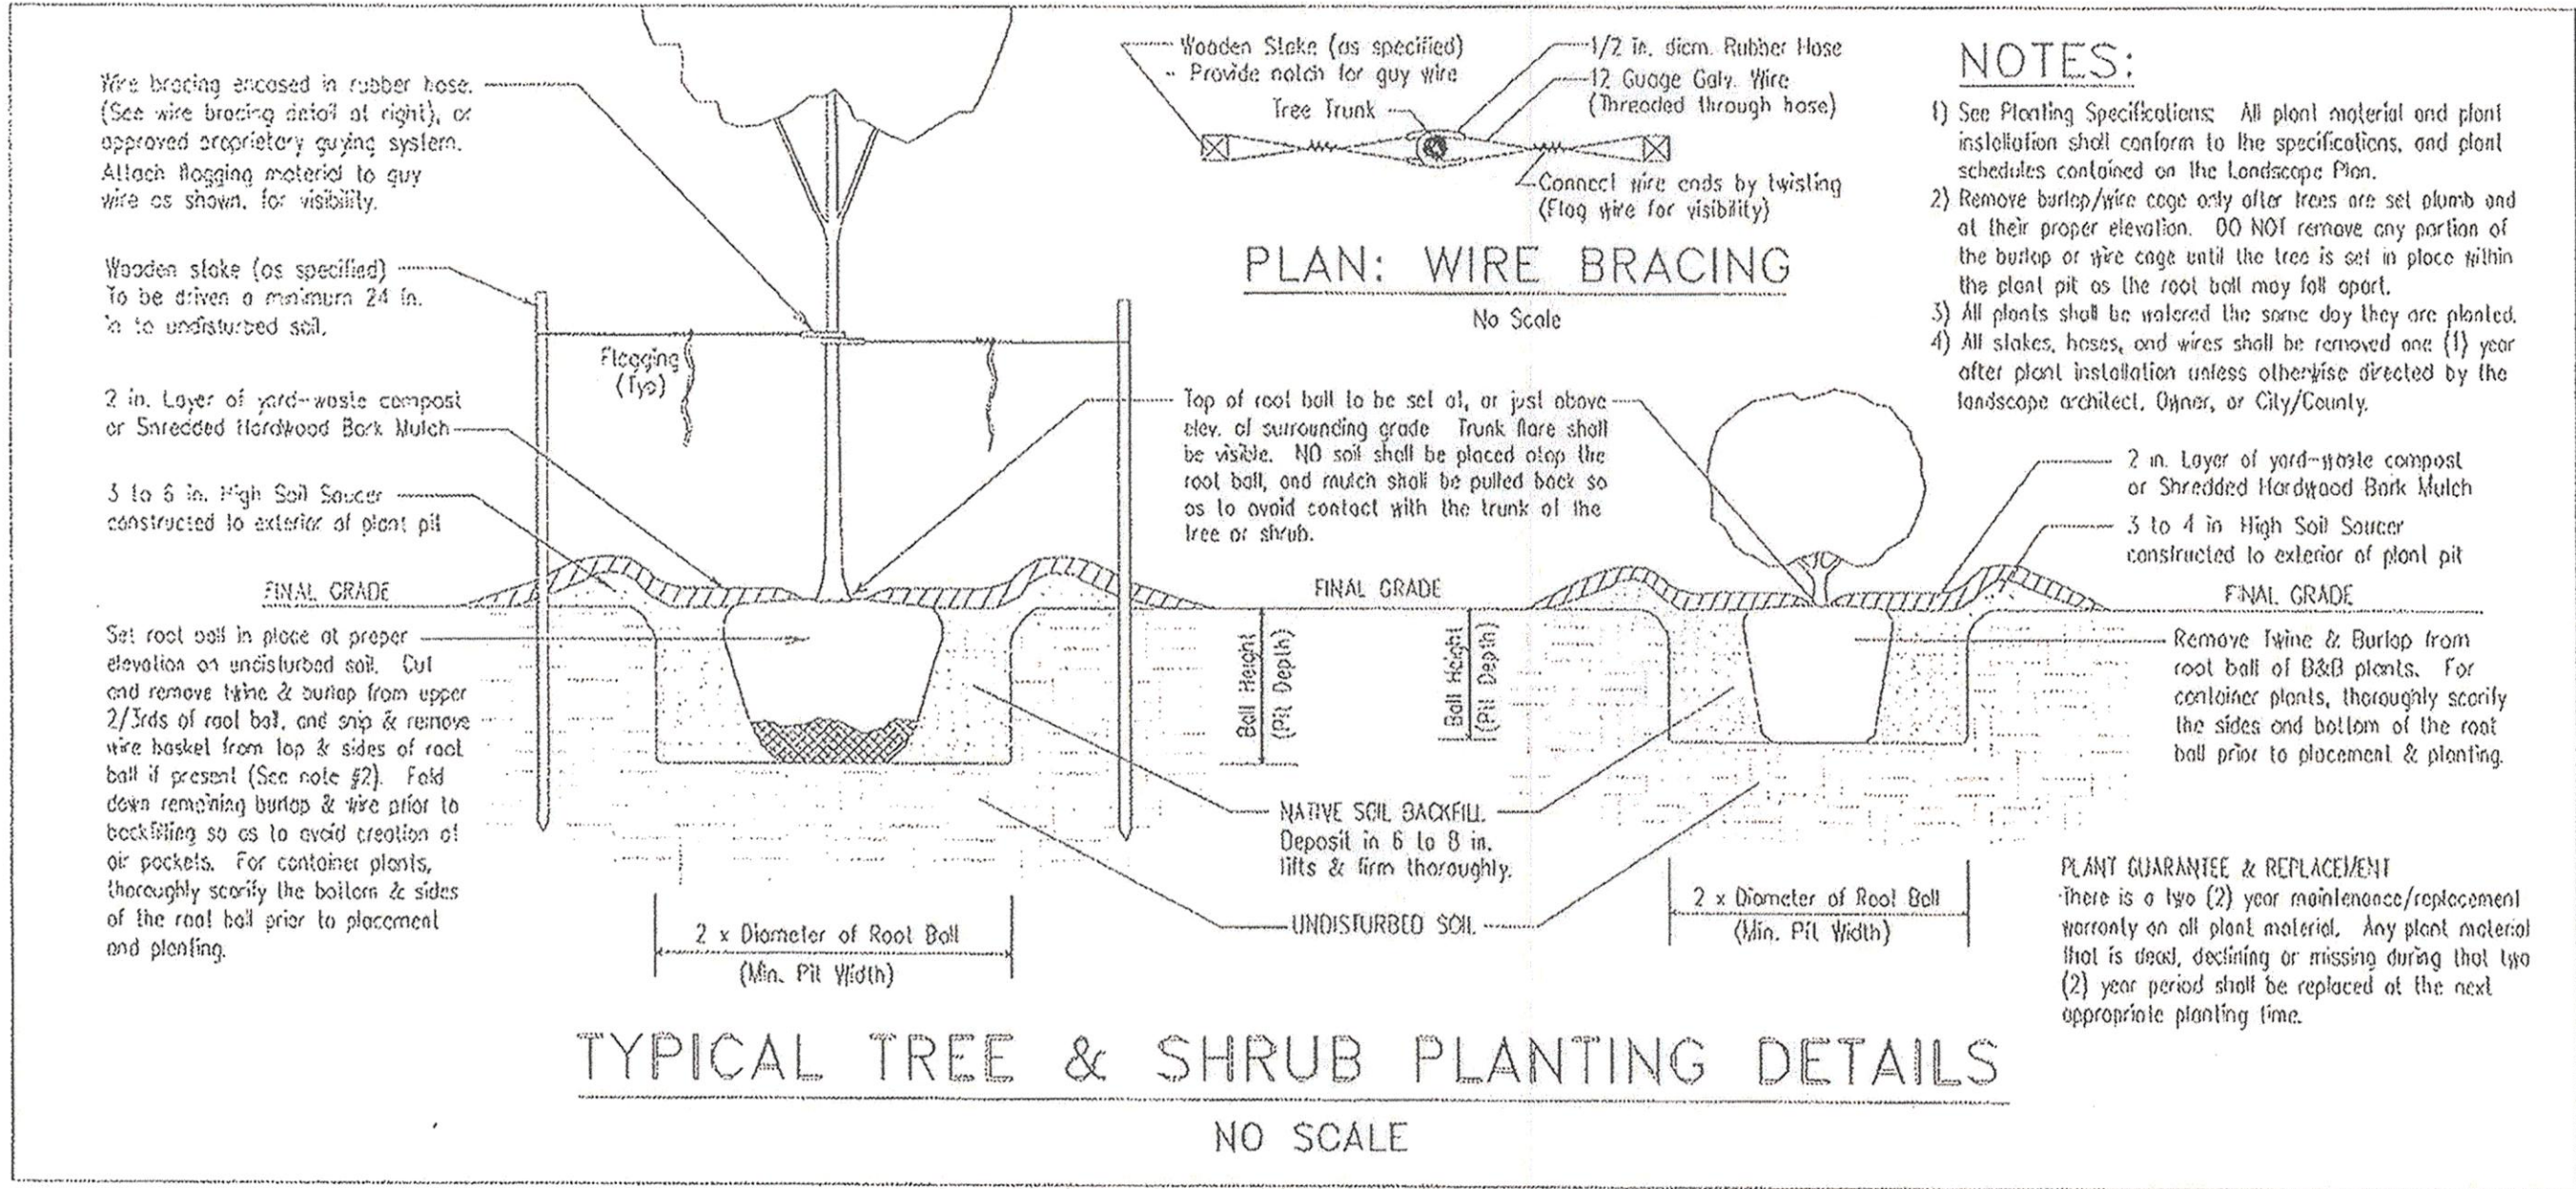 Wire bracing encased in rubber hose.
(See wire bracing detail at right), or
approved proprietary guying system.
Attach flagging material to guy
wire as shown, for visibility.
Wooden stake (as specified)
To be driven a minimum 24 in.
in to undisturbed soil.
2 in. Layer of yard-waste compost
or Shredded Hardwood Bark Mulch
3 to 6 in. High Soil Saucer
constructed to exterior of plant pit
FINAL GRADE
Set root ball in place at proper
elevation on undisturbed soil. Cut
and remove twine & burlap from upper
2/3rds of root ball, and snip & remove
wire basket from top & sides of root
ball if present (See note #2). Fold
down remaining burlap & wire prior to
backfilling so as to avoid creation of
air pockets. For container plants,
thoroughly scarify the bottom & sides
of the root ball prior to placement
and planting.
Flagging
(Typ)
2 x Diameter of Root Ball
(Min. Pit Width)
Wooden Stake (as specified)
- Provide notch for guy wire
Tree Trunk
1/2 in. diam. Rubber Hose
12 Guage Galv. Wire
(Threaded through hose)
Connect wire ends by twisting
(Flag wire for visibility)
PLAN: WIRE BRACING
No Scale
Top of root ball to be set at, or just above
elev. of surrounding grade Trunk flare shall
be visible. NO soil shall be placed atop the
root ball, and mulch shall be pulled back so
as to avoid contact with the trunk of the
tree or shrub.
FINAL GRADE
Ball Height
(Pit Depth)
Ball Height
(Pit Depth)
NATIVE SOIL BACKFILL.
Deposit in 6 to 8 in.
lifts & firm thoroughly.
UNDISTURBED SOIL
NOTES:
1) See Planting Specifications: All plant material and plant
installation shall conform to the specifications, and plant
schedules contained on the Landscape Plan.
2) Remove burlap/wire cage only after trees are set plumb and
at their proper elevation. DO NOT remove any portion of
the burlap or wire cage until the tree is set in place within
the plant pit as the root ball may fall apart.
3) All plants shall be watered the same day they are planted.
4) All stakes, hoses, and wires shall be removed one (1) year
after plant installation unless otherwise directed by the
landscape architect, Owner, or City/County.
2 in. Layer of yard-waste compost
or Shredded Hardwood Bark Mulch
3 to 4 in High Soil Saucer
constructed to exterior of plant pit
FINAL GRADE
Remove Twine & Burlap from
root ball of B&B plants. For
container plants, thoroughly scarify
the sides and bottom of the root
ball prior to placement & planting.
2 x Diameter of Root Ball
(Min. Pit Width)
PLANT GUARANTEE & REPLACEMENT
There is a two (2) year maintenance/replacement
warranty on all plant material. Any plant material
that is dead, declining or missing during that two
(2) year period shall be replaced at the next
appropriate planting time.
TYPICAL TREE & SHRUB PLANTING DETAILS
NO SCALE